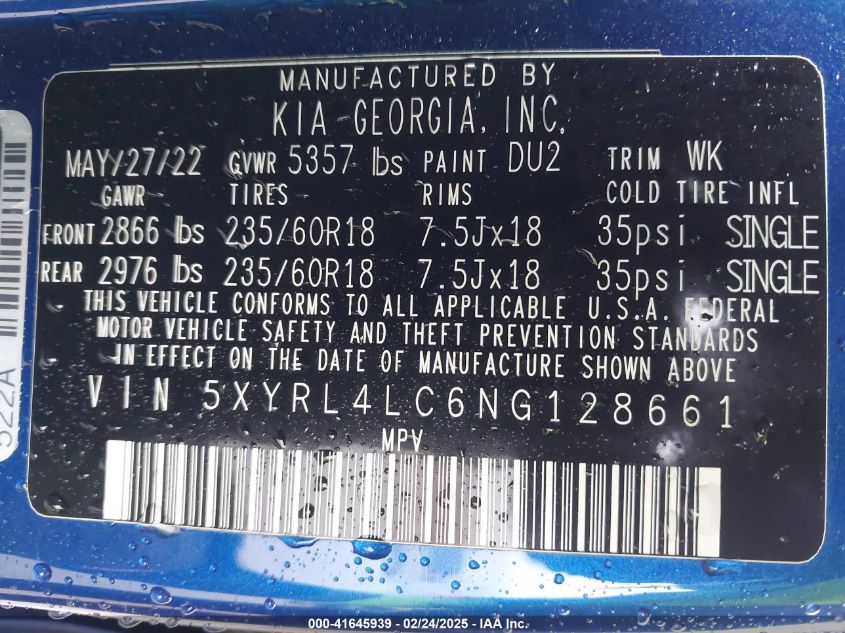 MANUFACTURED BY
KIA GEORGIA, INC.
MAY/27/22 GVWR 5357 lbs PAINT DU2 TRIM WK
GAWR TIRES RIMS COLD TIRE INFL
FRONT 2866 lbs 235/60R18 7.5Jx18 35psi SINGLE
REAR 2976 lbs 235/60R18 7.5Jx18 35psi SINGLE
THIS VEHICLE CONFORMS TO ALL APPLICABLE U.S.A. FEDERAL
MOTOR VEHICLE SAFETY AND THEFT PREVENTION STANDARDS
IN EFFECT ON THE DATE OF MANUFACTURE SHOWN ABOVE
VIN 5XYRL4LC6NG128661
MPV
522A
000-41645939 - 02/24/2025 - IAA Inc.